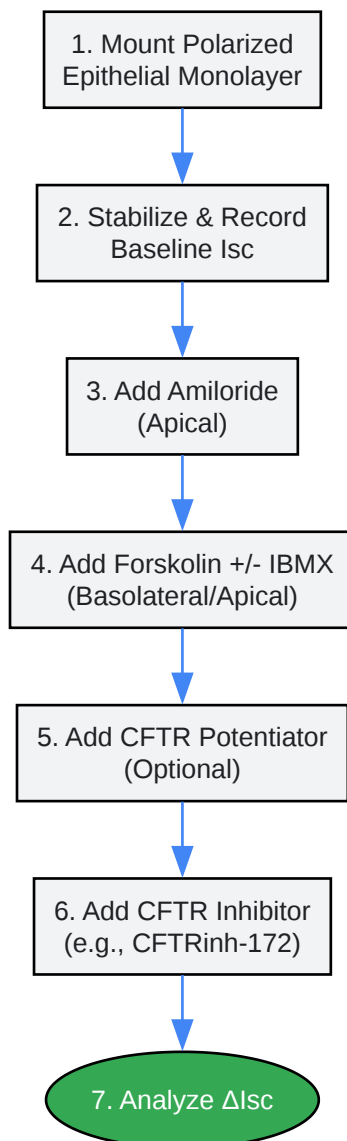 1. Mount Polarized
Epithelial Monolayer
2. Stabilize & Record
Baseline Isc
3. Add Amiloride
(Apical)
4. Add Forskolin +/- IBMX
(Basolateral/Apical)
5. Add CFTR Potentiator
(Optional)
6. Add CFTR Inhibitor
(e.g., CFTRinh-172)
7. Analyze ΔIsc